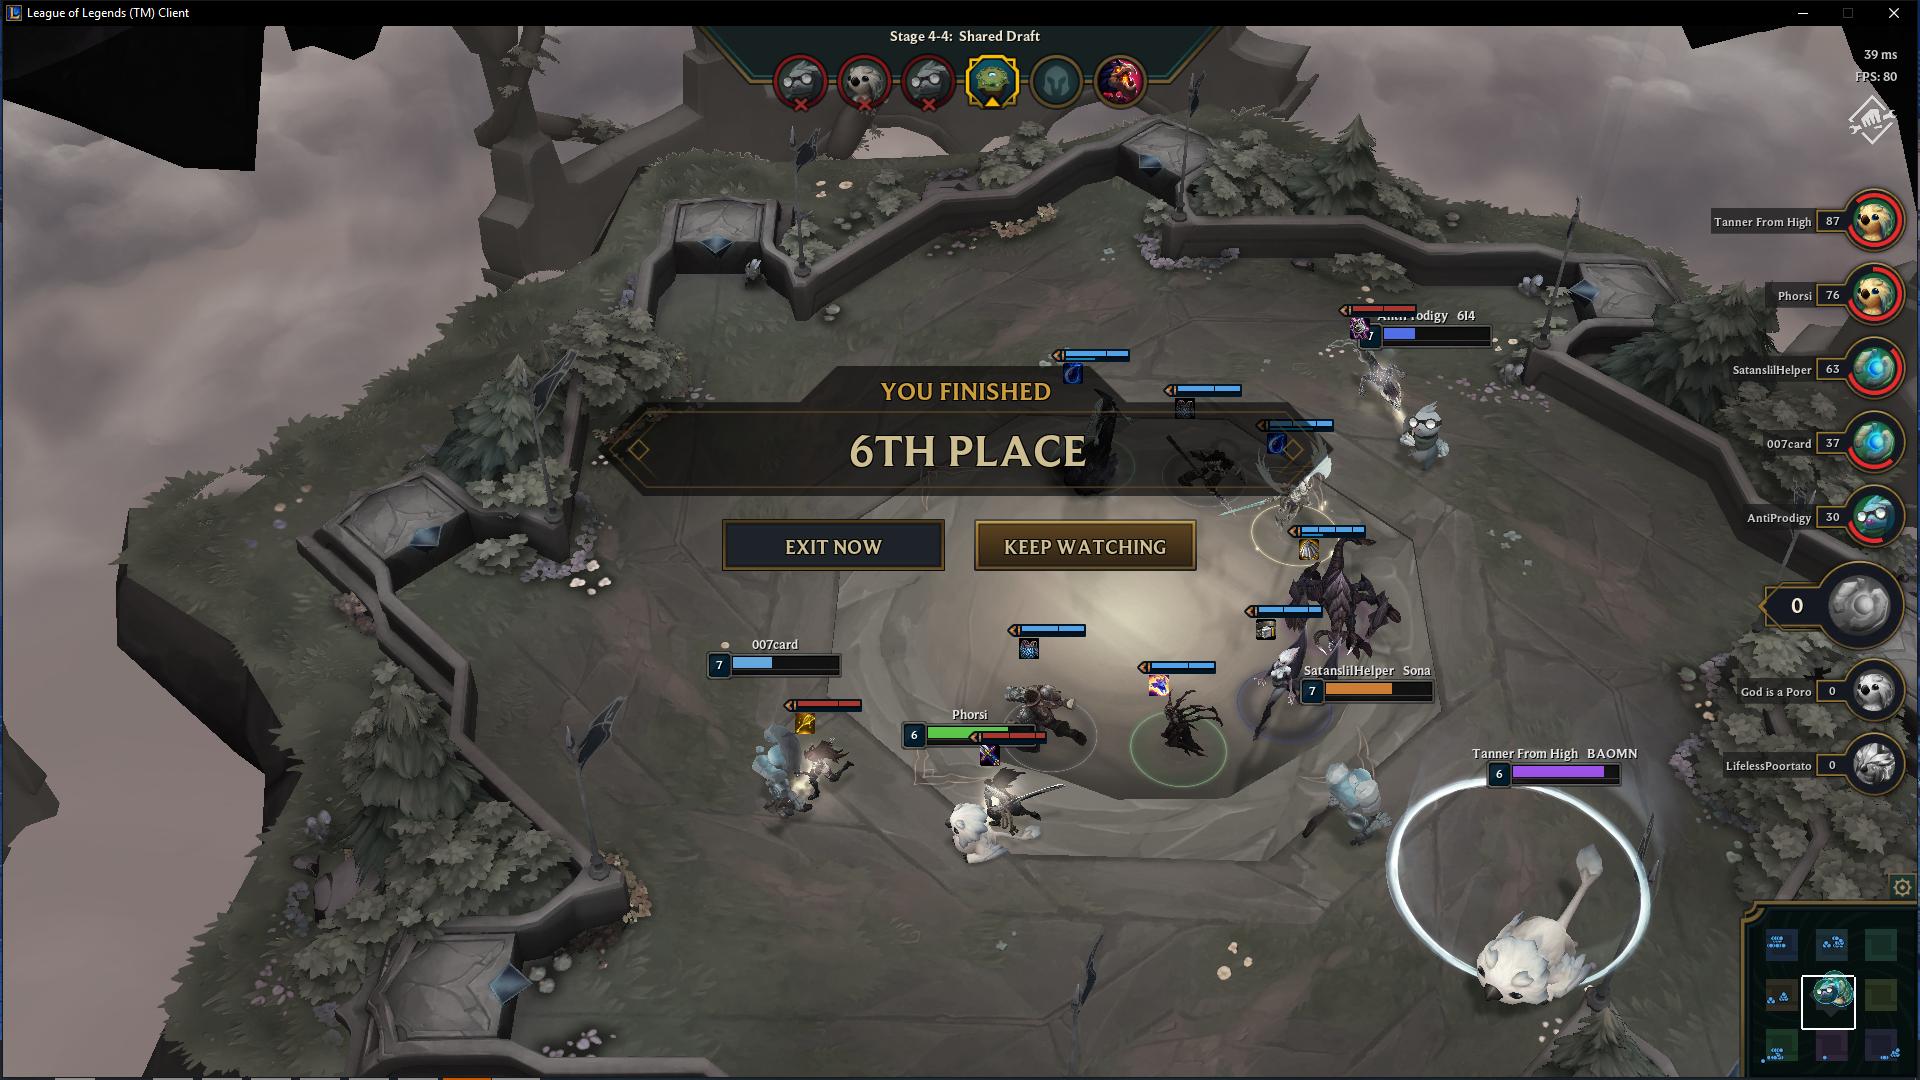 League of Legends (TM) Client
Stage 4-4: Shared Draft
39 ms
FPS: 80
Tanner From High 87
Phorsi 76
614
7
SatanslilHelper 63
YOU FINISHED
6TH PLACE
007card 37
AntiProdigy 30
EXIT NOW
KEEP WATCHING
0
007card
7
SatanslilHelper Sona
7
God is a Poro 0
Phorsi
6
Tanner From High BAOMN
6
LifelessPoortato 0